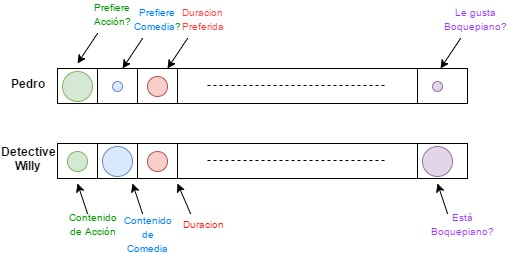 Prefiere
Acción?
Prefiere
Comedia?
Duracion
Preferida
Le gusta
Boquepiano?
Pedro
Detective
Willy
Contenido
de Acción
Contenido
de
Comedia
Duracion
Está
Boquepiano?